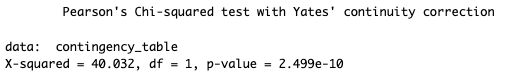 Pearson's Chi-squared test with Yates' continuity correction
data:  contingency_table
X-squared = 40.032, df = 1, p-value = 2.499e-10